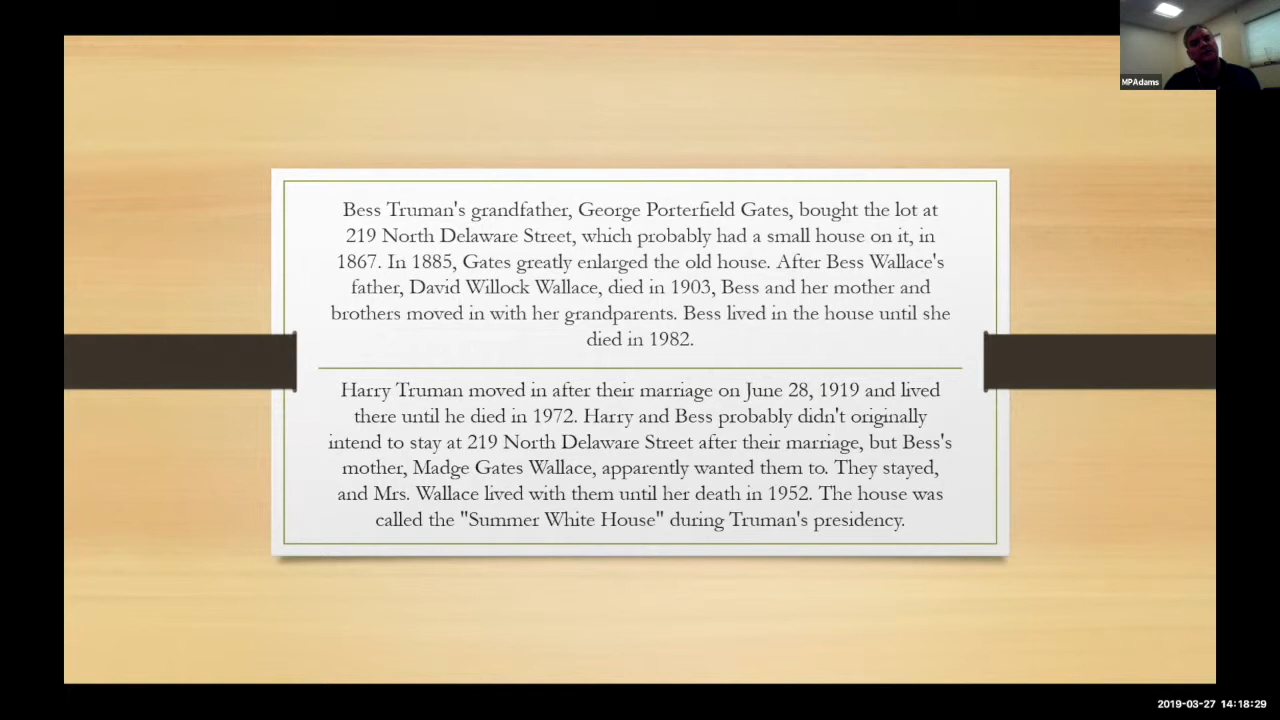 MPAdams
Bess Truman's grandfather, George Porterfield Gates, bought the lot at
219 North Delaware Street, which probably had a small house on it, in
1867. In 1885, Gates greatly enlarged the old house. After Bess Wallace's
father, David Willock Wallace, died in 1903, Bess and her mother and
brothers moved in with her grandparents. Bess lived in the house until she
died in 1982.
Harry Truman moved in after their marriage on June 28, 1919 and lived
there until he died in 1972. Harry and Bess probably didn't originally
intend to stay at 219 North Delaware Street after their marriage, but Bess's
mother, Madge Gates Wallace, apparently wanted them to. They stayed,
and Mrs. Wallace lived with them until her death in 1952. The house was
called the "Summer White House" during Truman's presidency.
2019-03-27 14:18:29